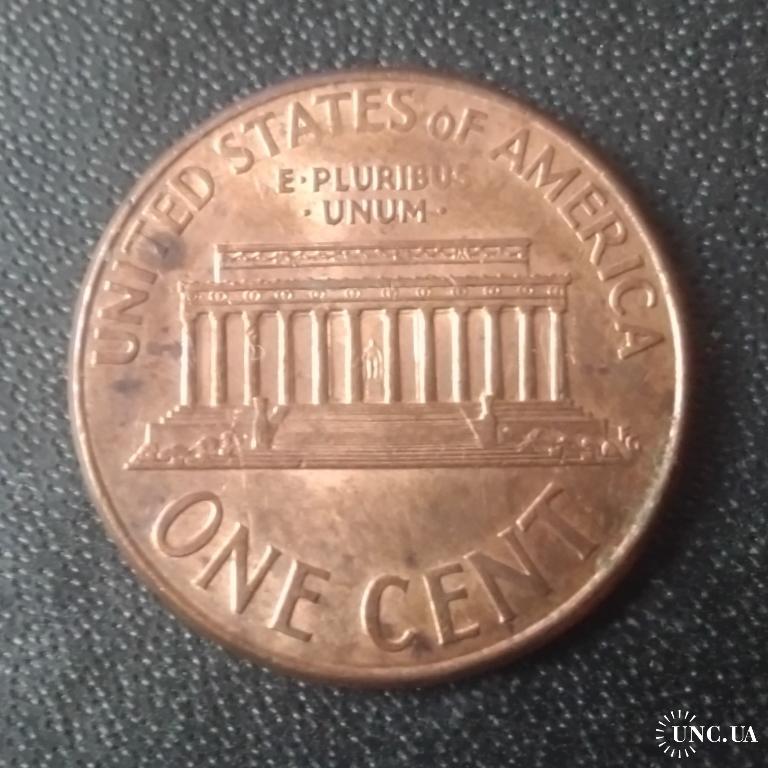 UNITED STATES OF AMERICA
E·PLURIBUS
·UNUM·
ONE CENT
UNC.UA